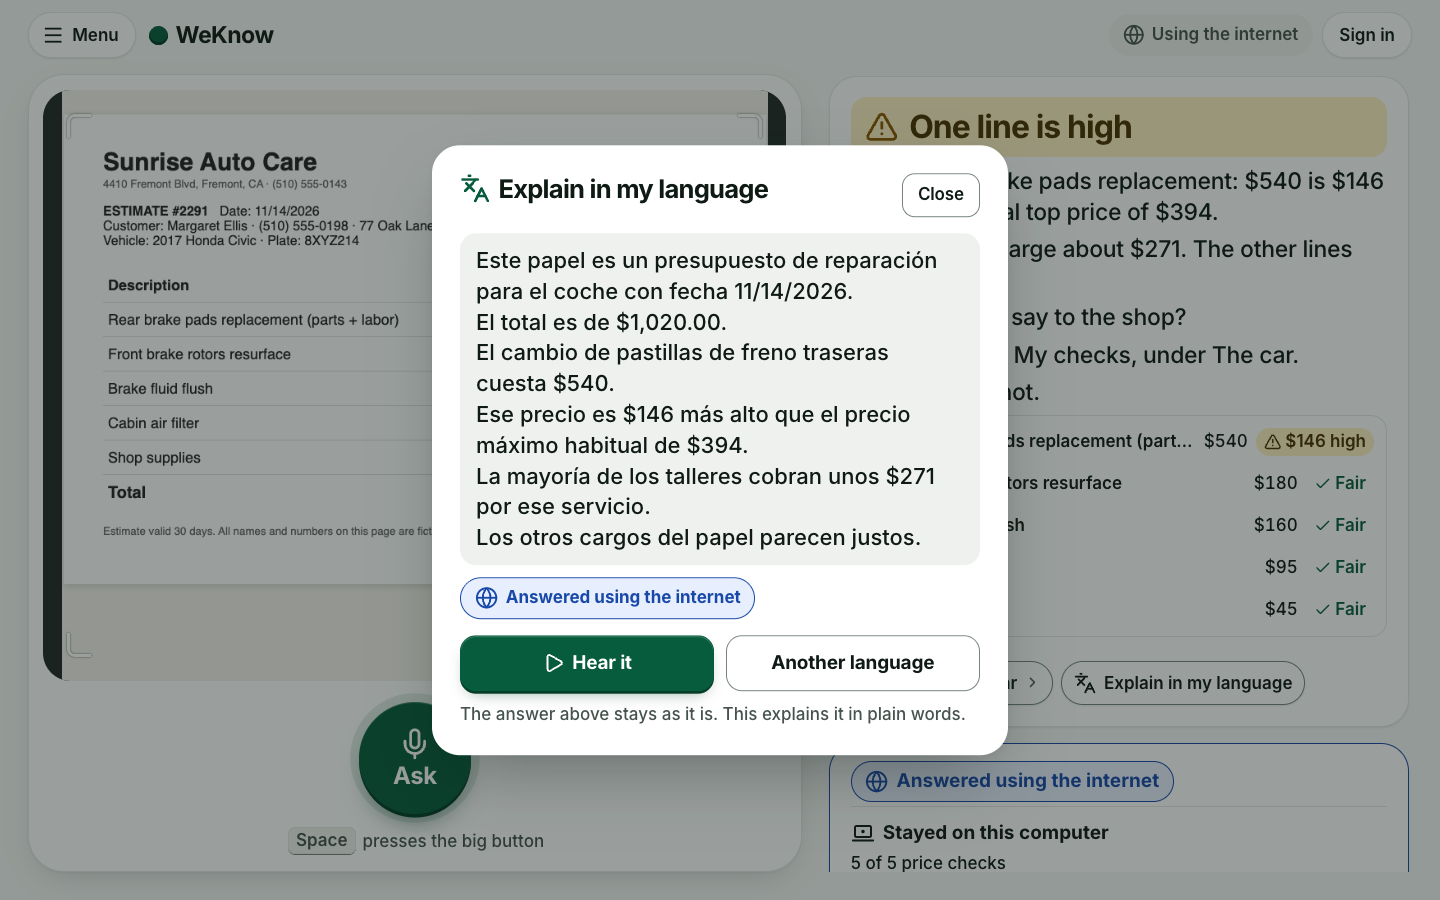 Menu
WeKnow
Using the internet
Sign in
Sunrise Auto Care
4410 Fremont Blvd, Fremont, CA · (510) 555-0143
ESTIMATE #2291 Date: 11/14/2026
Customer: Margaret Ellis · (510) 555-0198 · 77 Oak Lane
Vehicle: 2017 Honda Civic · Plate: 8XYZ214
Description
Rear brake pads replacement (parts + labor)
Front brake rotors resurface
Brake fluid flush
Cabin air filter
Shop supplies
Total
Estimate valid 30 days. All names and numbers on this page are
Ask
Space presses the big button
Explain in my language
Close
Este papel es un presupuesto de reparación
para el coche con fecha 11/14/2026.
El total es de $1,020.00.
El cambio de pastillas de freno traseras
cuesta $540.
Ese precio es $146 más alto que el precio
máximo habitual de $394.
La mayoría de los talleres cobran unos $271
por ese servicio.
Los otros cargos del papel parecen justos.
Answered using the internet
Hear it
Another language
The answer above stays as it is. This explains it in plain words.
One line is high
pads replacement: $540 is $146
top price of $394.
about $271. The other lines
say to the shop?
My checks, under The car.
replacement (part... $540 $146 high
resurface $180 Fair
$160 Fair
$95 Fair
$45 Fair
Explain in my language
Answered using the internet
Stayed on this computer
5 of 5 price checks